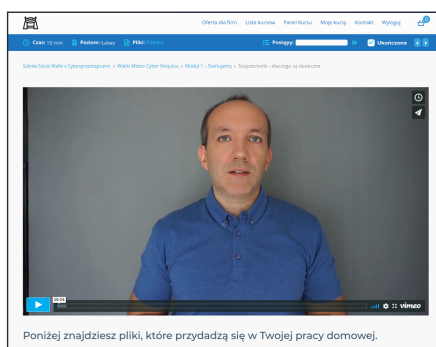 Oferta dla firm Lista kursów Panel Kursu Moje kursy Kontakt Wyloguj 0
Czas: 10 min Poziom: Łatwy Pliki: Pobierz Postępy: Ukończone
Szkoła Sztuk Walki z Cyberprzestępcami » Wielki Mistrz Cyber Ninjutsu » Moduł 1 – Startujemy » Socjotechniki – dlaczego są skuteczne
00:04
vimeo
Poniżej znajdziesz pliki, które przydadzą się w Twojej pracy domowej.